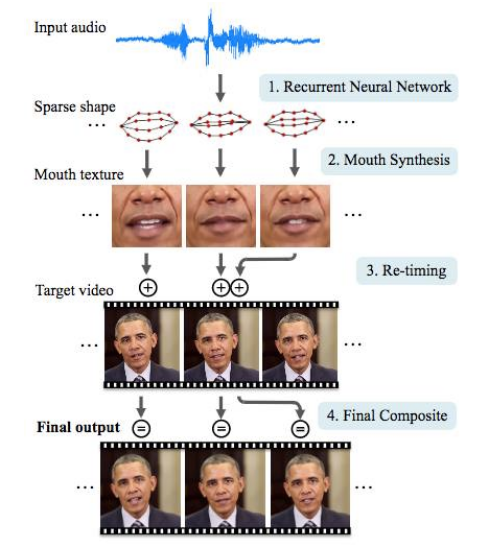 Input audio
1. Recurrent Neural Network
Sparse shape
... ...
2. Mouth Synthesis
Mouth texture
... ...
3. Re-timing
Target video
+ + +
... ...
4. Final Composite
Final output
= = =
... ...